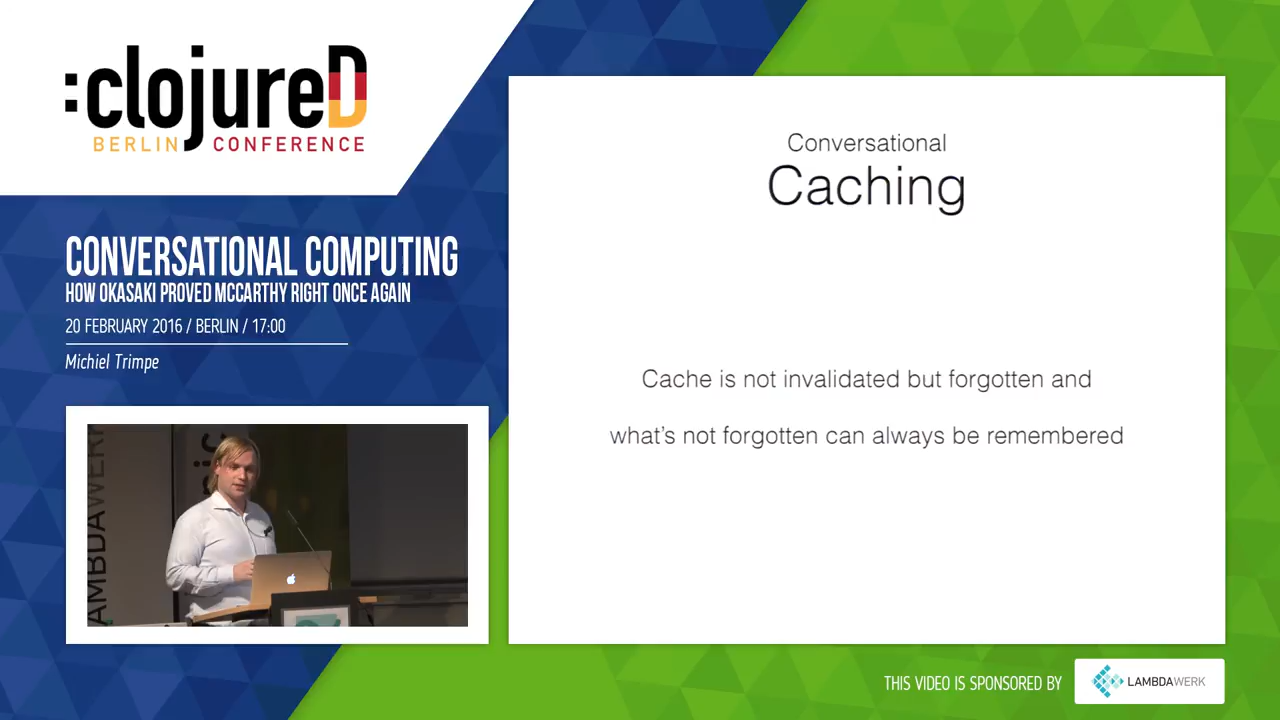 :clojureD
BERLIN CONFERENCE
CONVERSATIONAL COMPUTING
HOW OKASAKI PROVED MCCARTHY RIGHT ONCE AGAIN
20 FEBRUARY 2016 / BERLIN / 17:00
Michiel Trimpe
AMBDAWERK
Conversational
Caching
Cache is not invalidated but forgotten and
what's not forgotten can always be remembered
THIS VIDEO IS SPONSORED BY
LAMBDAWERK